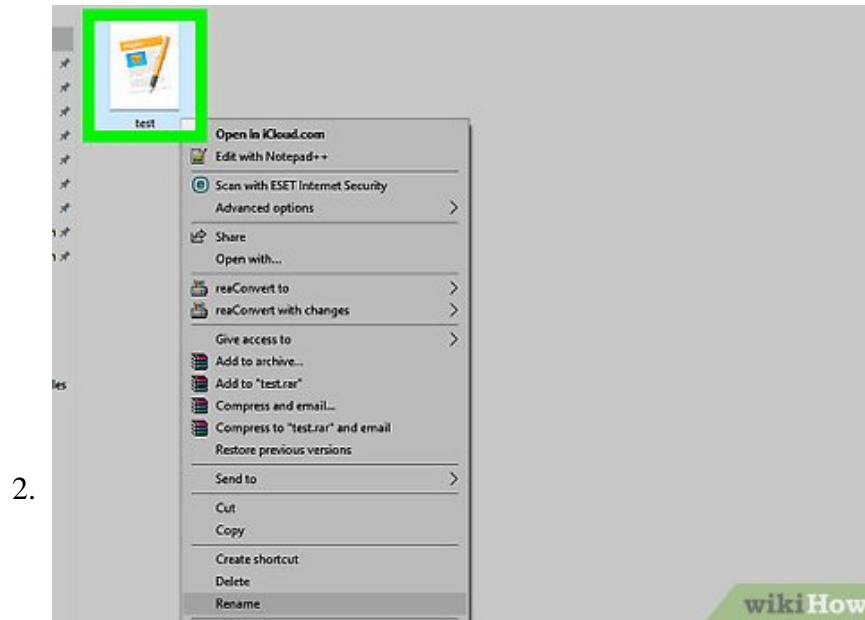 test
Open in iCloud.com
Edit with Notepad++
Scan with ESET Internet Security
Advanced options
Share
Open with...
reaConvert to
reaConvert with changes
Give access to
Add to archive...
Add to "test.rar"
Compress and email...
Compress to "test.rar" and email
Restore previous versions
Send to
Cut
Copy
Create shortcut
Delete
Rename
2.
wikiHow